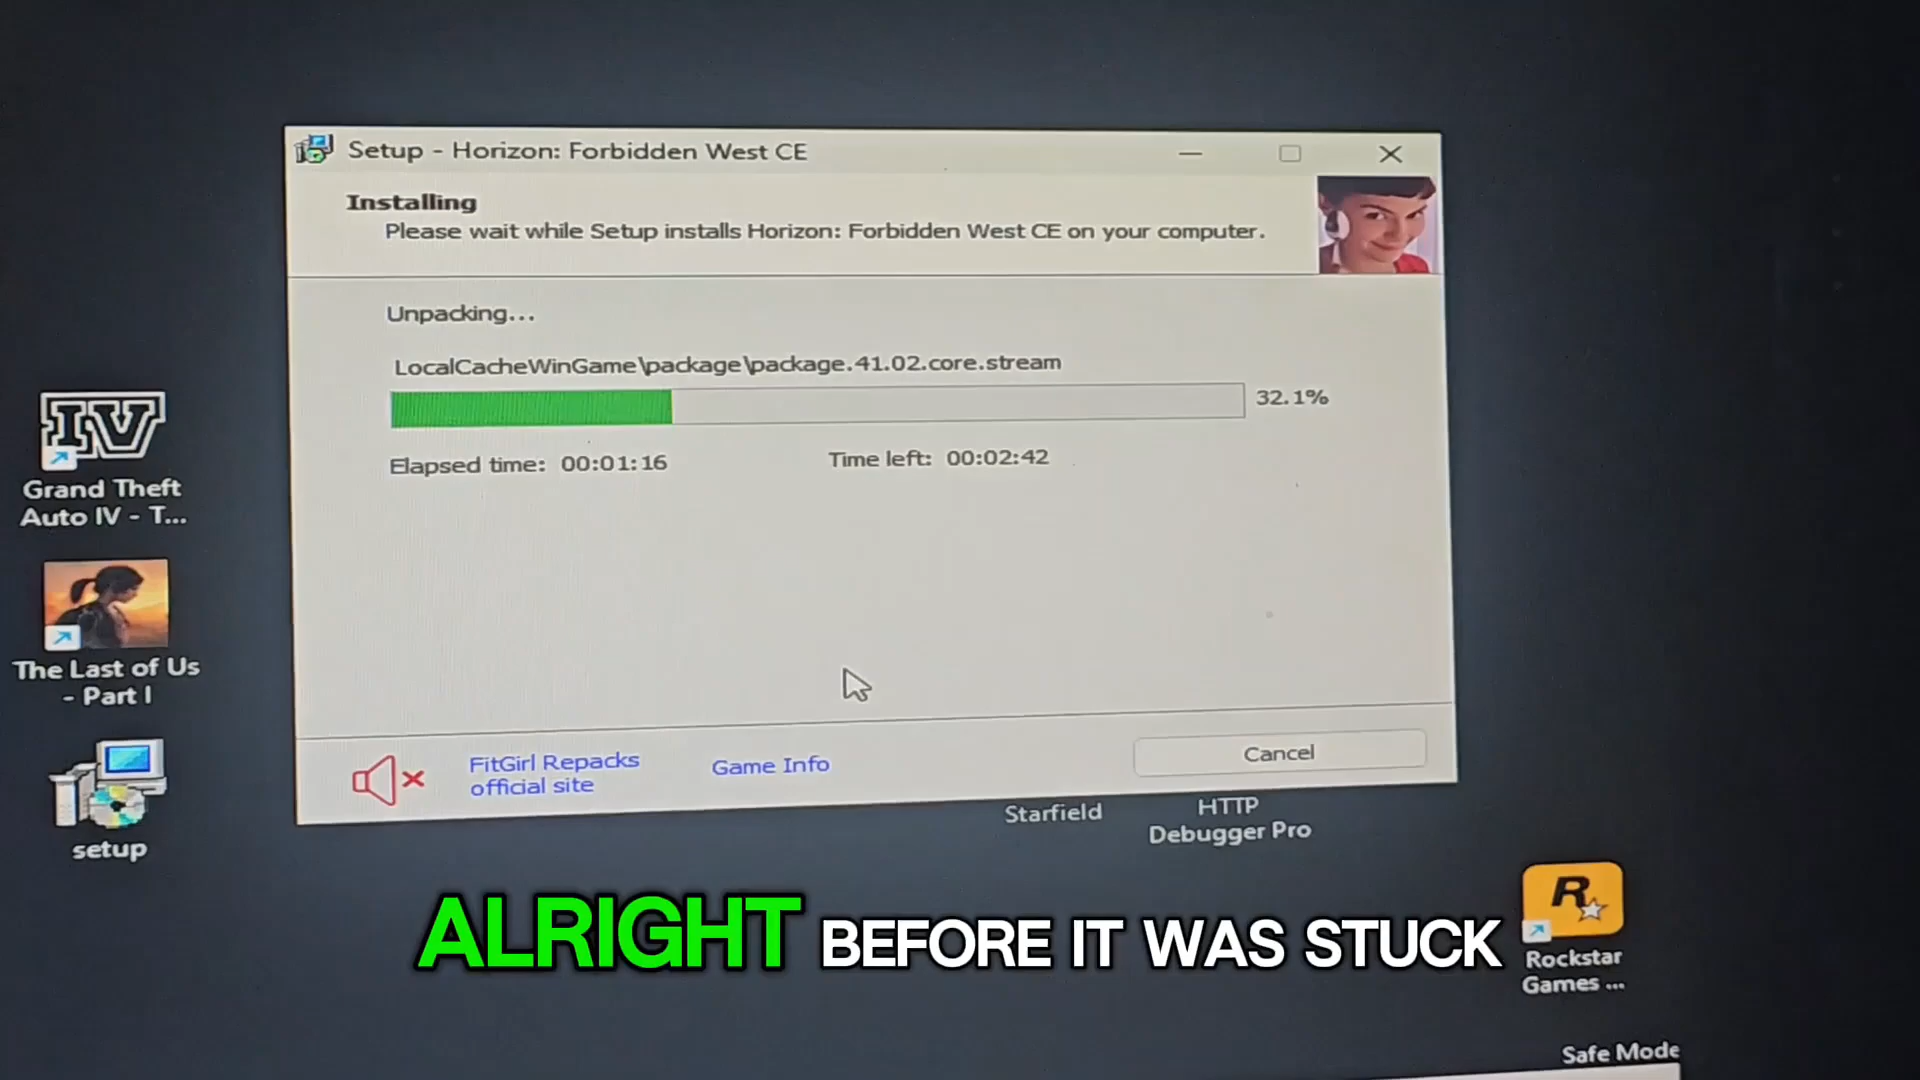 Setup - Horizon: Forbidden West CE
Installing
Please wait while Setup installs Horizon: Forbidden West CE on your computer.
Unpacking...
LocalCacheWinGame\package\package.41.02.core.stream
32.1%
Elapsed time: 00:01:16
Time left: 00:02:42
IV
Grand Theft
Auto IV - T...
The Last of Us
- Part I
setup
FitGirl Repacks
official site
Game Info
Cancel
Starfield
HTTP
Debugger Pro
ALRIGHT BEFORE IT WAS STUCK
R
Rockstar
Games ...
Safe Mode